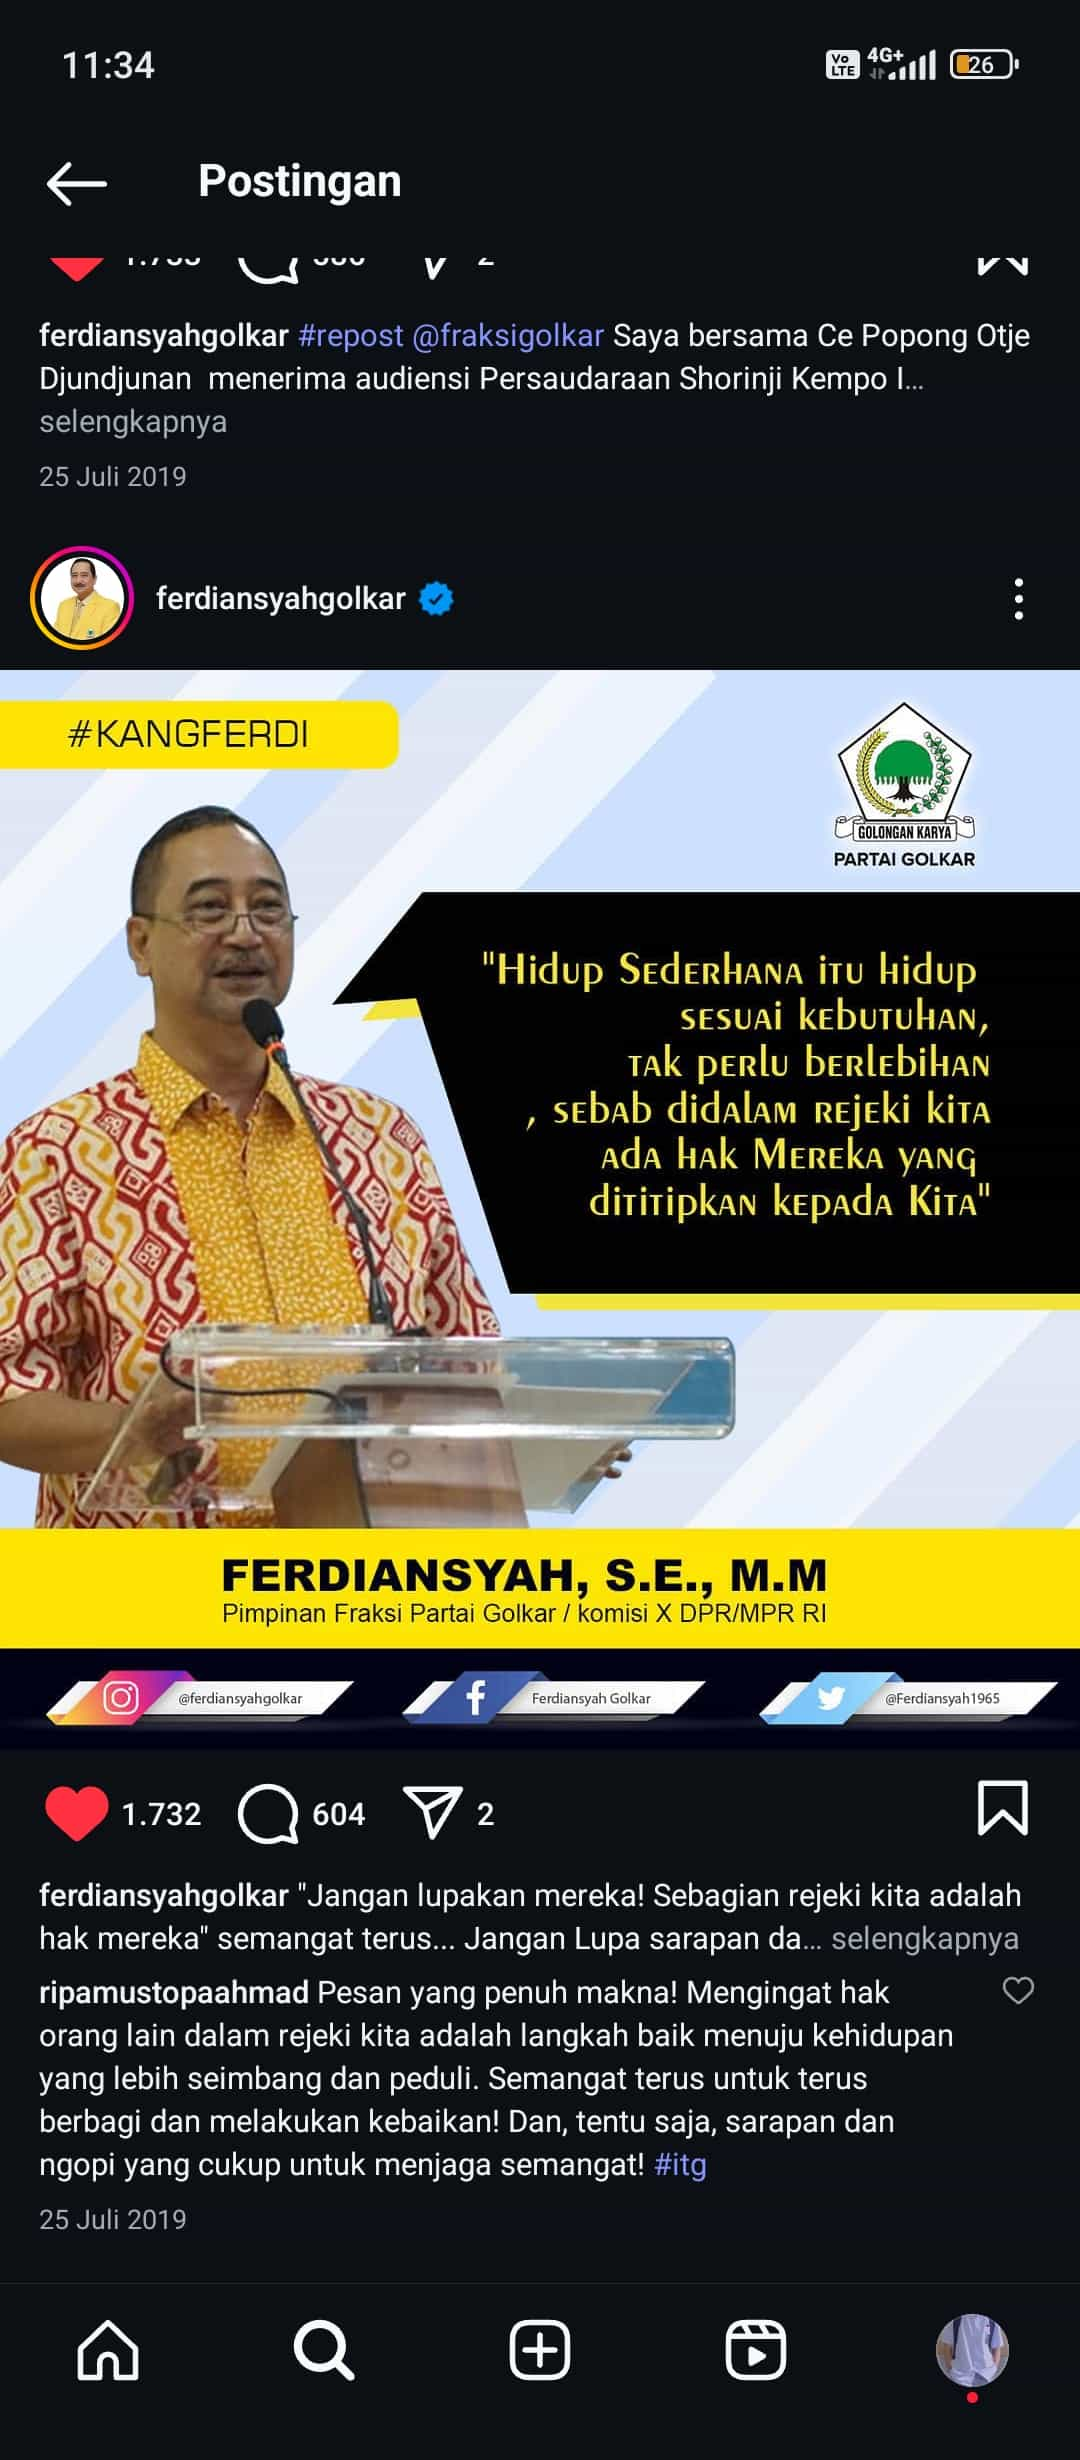 11:34
Vo LTE 4G+ 26
Postingan
ferdiansyahgolkar #repost @fraksigolkar Saya bersama Ce Popong Otje
Djundjunan menerima audiensi Persaudaraan Shorinji Kempo I...
selengkapnya
25 Juli 2019
ferdiansyahgolkar
#KANGFERDI
GOLONGAN KARYA
PARTAI GOLKAR
"Hidup Sederhana itu hidup
sesuai kebutuhan,
tak perlu berlebihan
, sebab didalam rejeki kita
ada hak Mereka yang
dititipkan kepada Kita"
FERDIANSYAH, S.E., M.M
Pimpinan Fraksi Partai Golkar / komisi X DPR/MPR RI
@ferdiansyahgolkar Ferdiansyah Golkar @Ferdiansyah1965
1.732 604 2
ferdiansyahgolkar "Jangan lupakan mereka! Sebagian rejeki kita adalah
hak mereka" semangat terus... Jangan Lupa sarapan da... selengkapnya
ripamustopaahmad Pesan yang penuh makna! Mengingat hak
orang lain dalam rejeki kita adalah langkah baik menuju kehidupan
yang lebih seimbang dan peduli. Semangat terus untuk terus
berbagi dan melakukan kebaikan! Dan, tentu saja, sarapan dan
ngopi yang cukup untuk menjaga semangat! #itg
25 Juli 2019